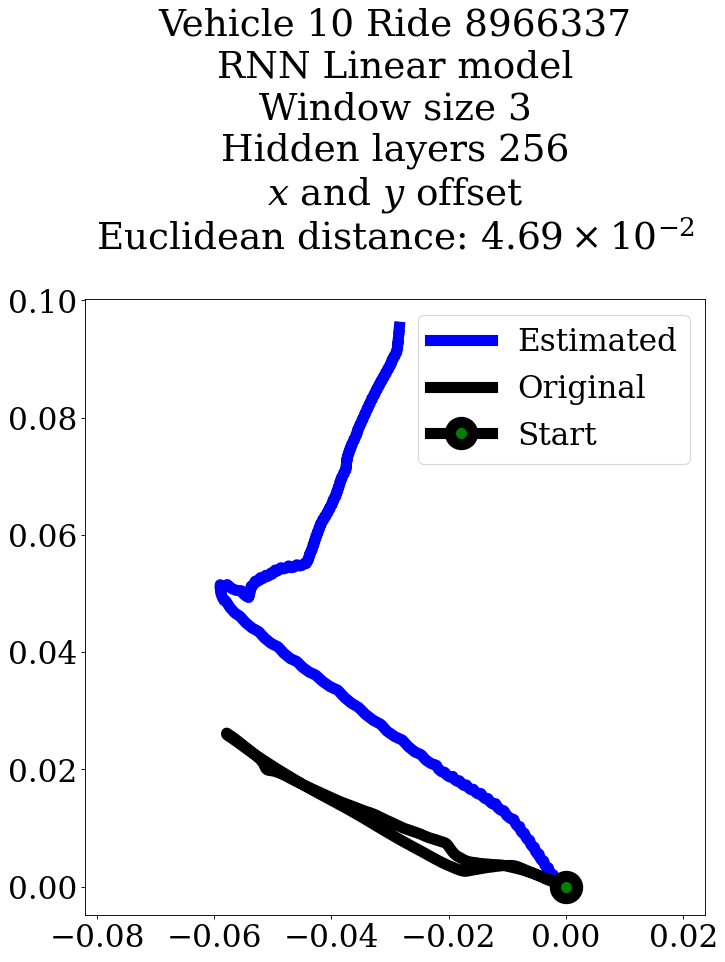 Vehicle 10 Ride 8966337
RNN Linear model
Window size 3
Hidden layers 256
x and y offset
Euclidean distance: 4.69 × 10⁻²
0.10
0.08
0.06
0.04
0.02
0.00
Estimated
Original
Start
−0.08 −0.06 −0.04 −0.02 0.00 0.02